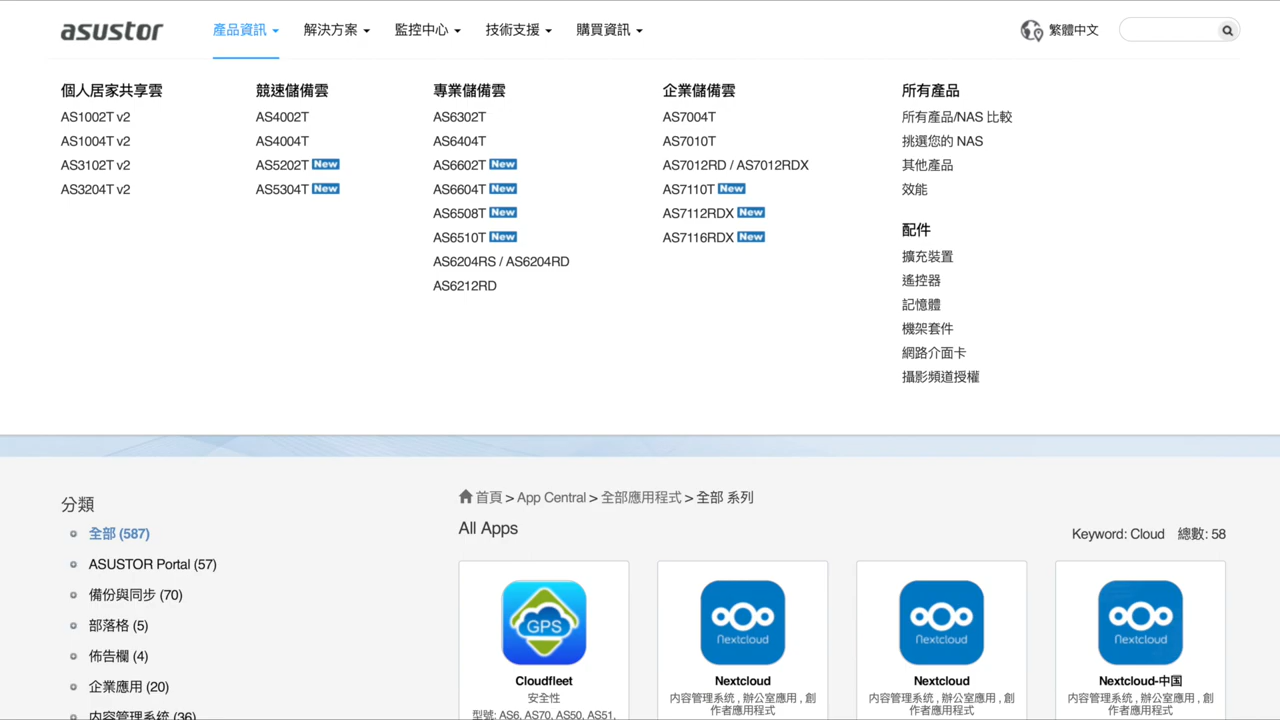 asustor
產品資訊
解決方案
監控中心
技術支援
購買資訊
繁體中文
個人居家共享雲
AS1002T v2
AS1004T v2
AS3102T v2
AS3204T v2
競速儲備雲
AS4002T
AS4004T
AS5202T New
AS5304T New
專業儲備雲
AS6302T
AS6404T
AS6602T New
AS6604T New
AS6508T New
AS6510T New
AS6204RS / AS6204RD
AS6212RD
企業儲備雲
AS7004T
AS7010T
AS7012RD / AS7012RDX
AS7110T New
AS7112RDX New
AS7116RDX New
所有產品
所有產品/NAS 比較
挑選您的 NAS
其他產品
效能
配件
擴充裝置
遙控器
記憶體
機架套件
網路介面卡
攝影頻道授權
分類
全部 (587)
ASUSTOR Portal (57)
備份與同步 (70)
部落格 (5)
佈告欄 (4)
企業應用 (20)
內容管理系統 (36)
首頁 > App Central > 全部應用程式 > 全部 系列
All Apps
Keyword: Cloud 總數: 58
GPS
Cloudfleet
安全性
型號: AS6, AS70, AS50, AS51,
Nextcloud
Nextcloud
內容管理系統 , 辦公室應用 , 創
作者應用程式
Nextcloud
Nextcloud
內容管理系統 , 辦公室應用 , 創
作者應用程式
Nextcloud
Nextcloud-中国
內容管理系統 , 辦公室應用 , 創
作者應用程式